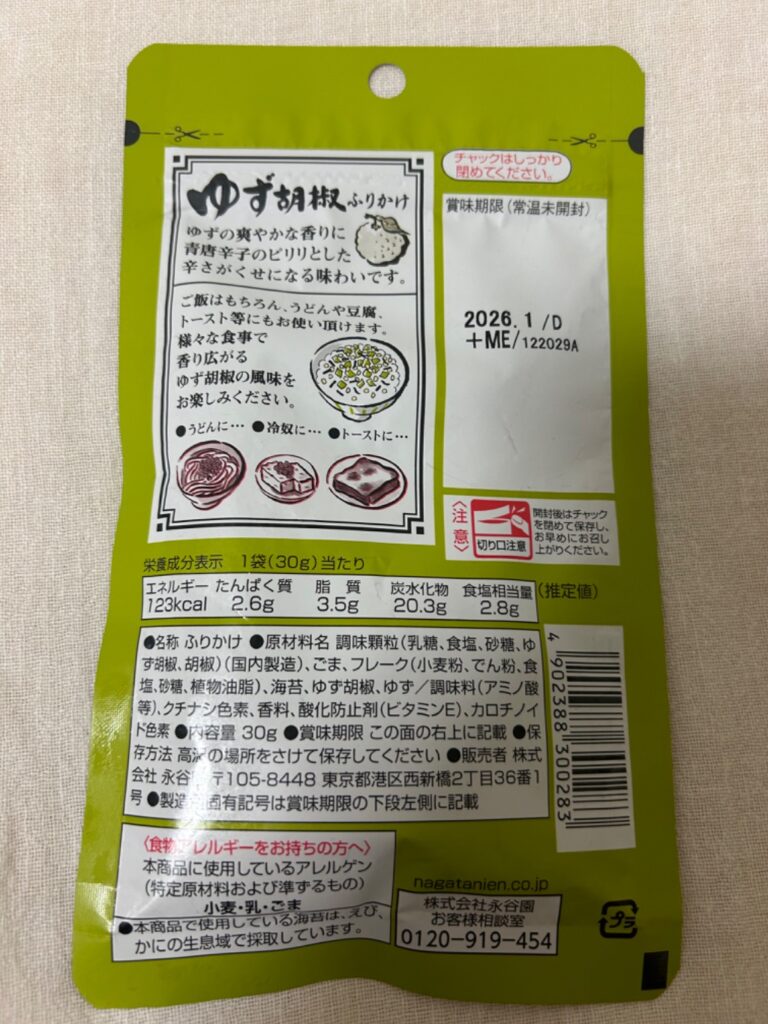 チャックはしっかり
閉めてください。
ゆず胡椒ふりかけ
ゆずの爽やかな香りに
青唐辛子のピリリとした
辛さがくせになる味わいです。
ご飯はもちろん、うどんや豆腐、
トースト等にもお使い頂けます。
様々な食事で
香り広がる
ゆず胡椒の風味を
お楽しみください。
●うどんに… ●冷奴に… ●トーストに…
賞味期限(常温未開封)
2026.1 /D
+ME/122029A
〈注意〉
切り口注意
開封後はチャック
を閉めて保存し、
お早めにお召し
上がりください。
栄養成分表示 1袋(30g)当たり
エネルギー たんぱく質 脂質 炭水化物 食塩相当量 (推定値)
123kcal 2.6g 3.5g 20.3g 2.8g
●名称 ふりかけ ●原材料名 調味顆粒(乳糖、食塩、砂糖、ゆ
ず胡椒、胡椒)(国内製造)、ごま、フレーク(小麦粉、でん粉、食
塩、砂糖、植物油脂)、海苔、ゆず胡椒、ゆず/調味料(アミノ酸
等)、クチナシ色素、香料、酸化防止剤(ビタミンE)、カロチノイ
ド色素 ●内容量 30g ●賞味期限 この面の右上に記載 ●保
存方法 高温の場所をさけて保存してください ●販売者 株式
会社 永谷園 〒105-8448 東京都港区西新橋2丁目36番1
号 ●製造所固有記号は賞味期限の下段左側に記載
4 902388 300283
〈食物アレルギーをお持ちの方へ〉
本商品に使用しているアレルゲン
(特定原材料および準ずるもの)
小麦・乳・ごま
●本商品で使用している海苔は、えび、
かにの生息域で採取しています。
nagatanien.co.jp
株式会社永谷園
お客様相談室
0120-919-454
プラ